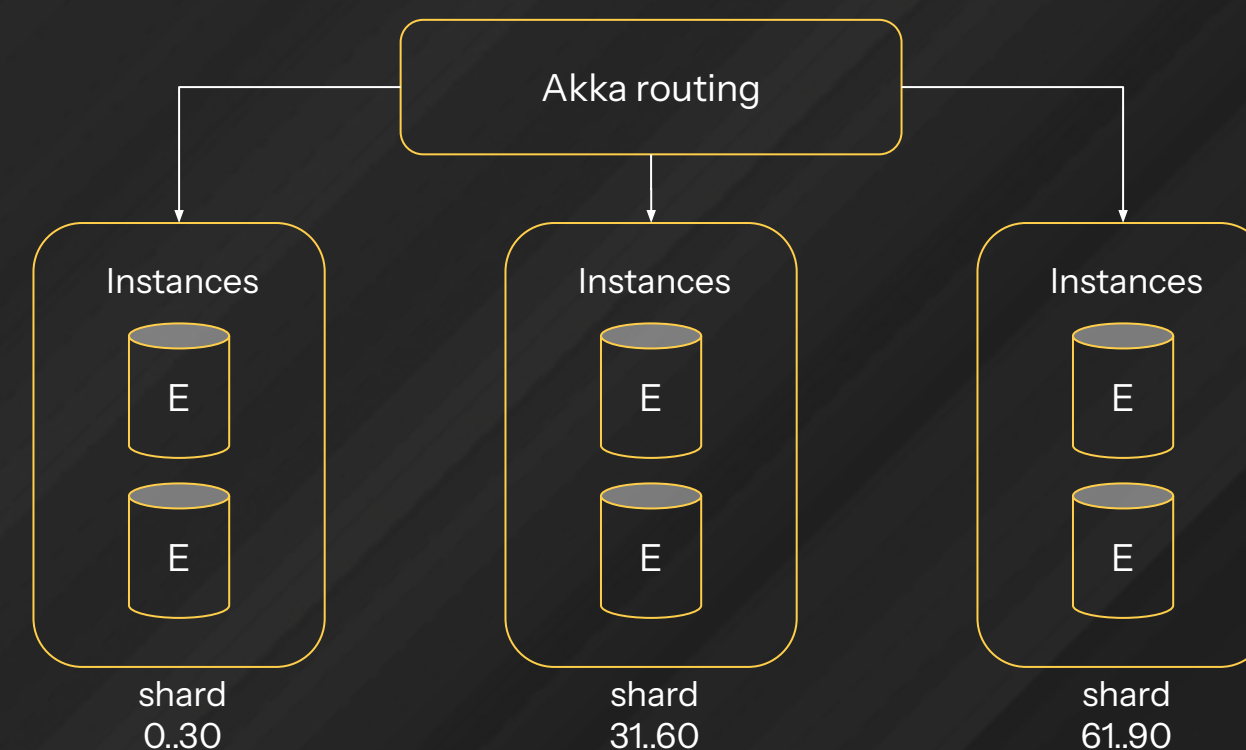 Akka routing
Instances
E
E
shard
0..30
Instances
E
E
shard
31..60
Instances
E
E
shard
61..90